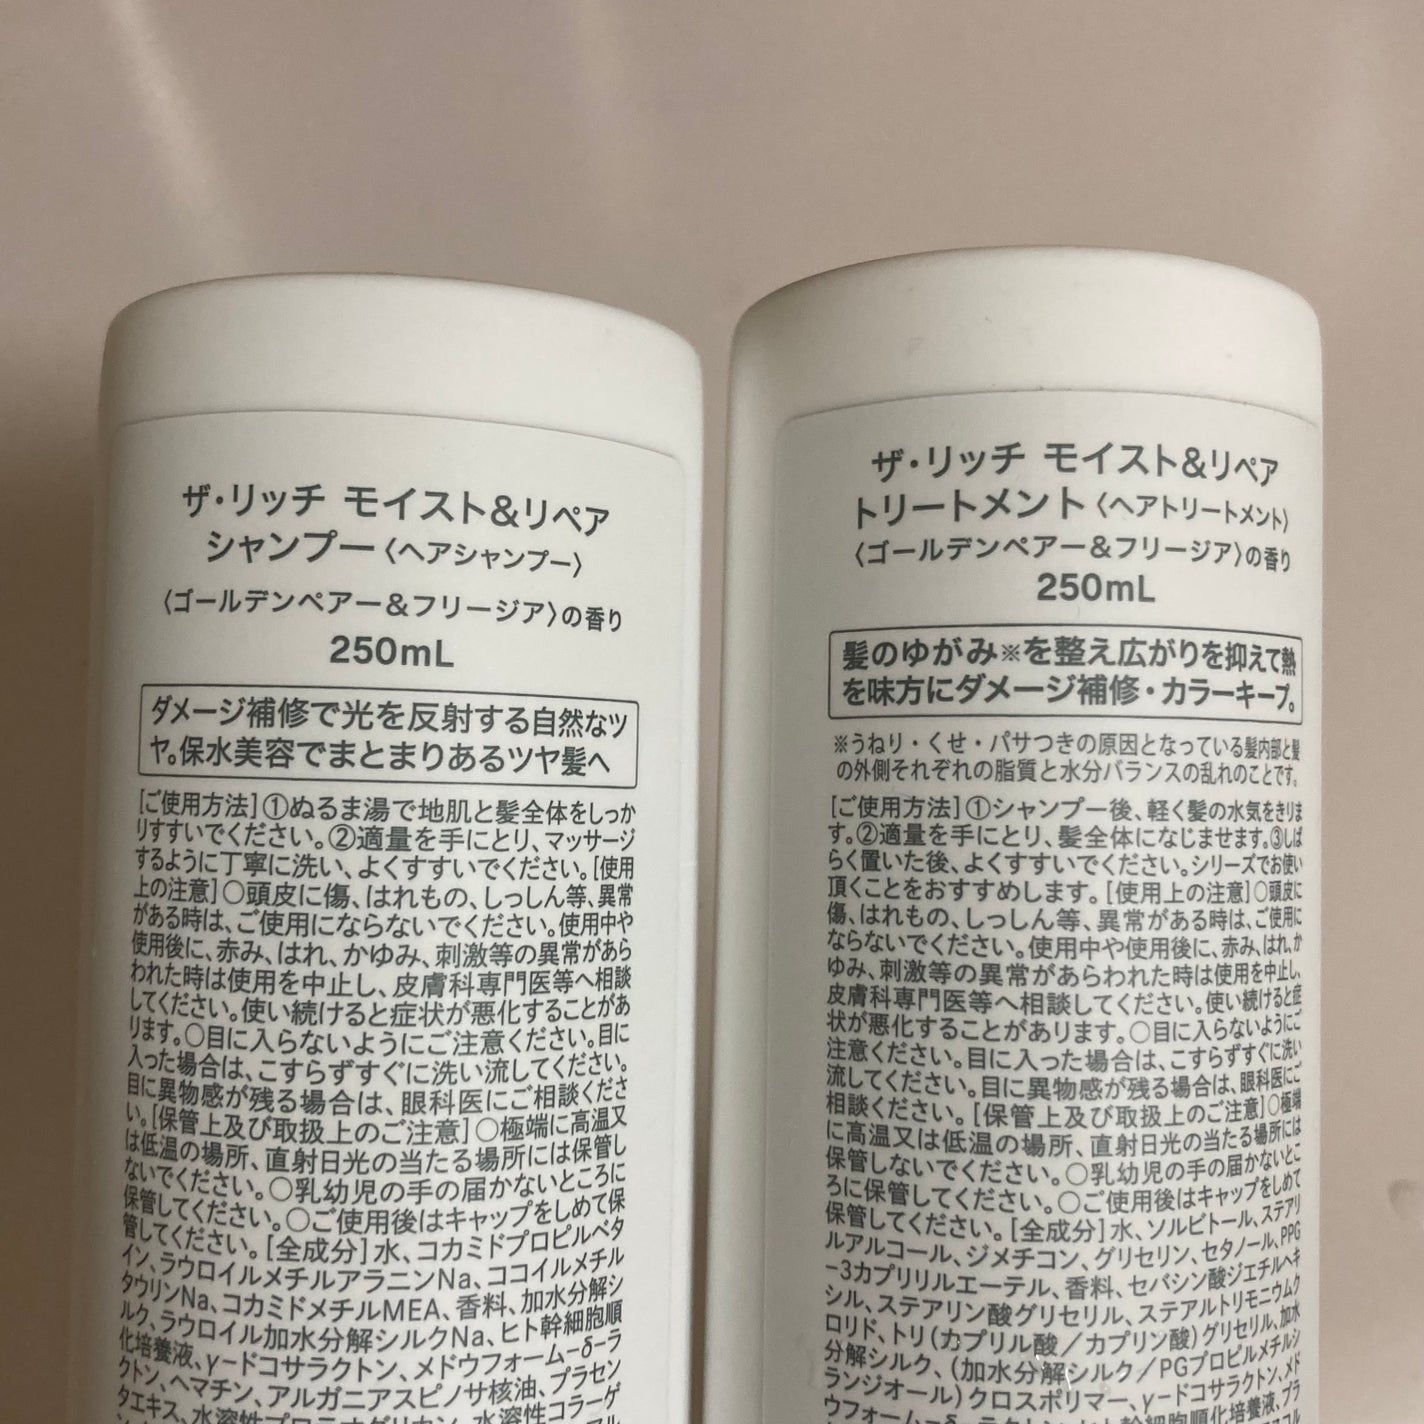 ザ・リッチ モイスト&リペア
シャンプー〈ヘアシャンプー〉
〈ゴールデンペアー&フリージア〉の香り
250mL
ダメージ補修で光を反射する自然なツ
ヤ。保水美容でまとまりあるツヤ髪へ
[ご使用方法]①ぬるま湯で地肌と髪全体をしっか
りすすいでください。②適量を手にとり、マッサージ
するように丁寧に洗い、よくすすいでください。[使用
上の注意]○頭皮に傷、はれもの、しっしん等、異常
がある時は、ご使用にならないでください。使用中や
使用後に、赤み、はれ、かゆみ、刺激等の異常があら
われた時は使用を中止し、皮膚科専門医等へ相談
してください。使い続けると症状が悪化することがあ
ります。○目に入らないようにご注意ください。目に
入った場合は、こすらずすぐに洗い流してください。
目に異物感が残る場合は、眼科医にご相談くださ
い。[保管上及び取扱上のご注意]○極端に高温又
は低温の場所、直射日光の当たる場所には保管し
ないでください。○乳幼児の手の届かないところに
保管してください。○ご使用後はキャップをしめて保
管してください。[全成分]水、コカミドプロピルベタ
イン、ラウロイルメチルアラニンNa、ココイルメチル
タウリンNa、コカミドメチルMEA、香料、加水分解シ
ルク、ラウロイル加水分解シルクNa、ヒト幹細胞順
化培養液、γ-ドコサラクトン、メドウフォーム-δ-ラ
クトン、ヘマチン、アルガニアスピノサ核油、プラセン
タエキス、水溶性プロテオグリカン、水溶性コラーゲ
ザ・リッチ モイスト&リペア
トリートメント〈ヘアトリートメント〉
〈ゴールデンペアー&フリージア〉の香り
250mL
髪のゆがみ※を整え広がりを抑えて熱
を味方にダメージ補修・カラーキープ。
※うねり・くせ・パサつきの原因となっている髪内部と髪
の外側それぞれの脂質と水分バランスの乱れのことです。
[ご使用方法]①シャンプー後、軽く髪の水気をきりま
す。②適量を手にとり、髪全体になじませます。③しば
らく置いた後、よくすすいでください。シリーズでお使い
頂くことをおすすめします。[使用上の注意]○頭皮に
傷、はれもの、しっしん等、異常がある時は、ご使用に
ならないでください。使用中や使用後に、赤み、はれ、か
ゆみ、刺激等の異常があらわれた時は使用を中止し、
皮膚科専門医等へ相談してください。使い続けると症
状が悪化することがあります。○目に入らないようにご
注意ください。目に入った場合は、こすらずすぐに洗い
流してください。目に異物感が残る場合は、眼科医にご
相談ください。[保管上及び取扱上のご注意]○極端
に高温又は低温の場所、直射日光の当たる場所には
保管しないでください。○乳幼児の手の届かないとこ
ろに保管してください。○ご使用後はキャップをしめて
保管してください。[全成分]水、ソルビトール、ステアリ
ルアルコール、ジメチコン、グリセリン、セタノール、PPG
-3カプリリルエーテル、香料、セバシン酸ジエチルヘキ
シル、ステアリン酸グリセリル、ステアルトリモニウムク
ロリド、トリ(カプリル酸/カプリン酸)グリセリル、加水
分解シルク、(加水分解シルク/PGプロピルメチルシ
ランジオール)クロスポリマー、γ-ドコサラクトン、メド
ウフォーム-δ-ラクトン、ヒト幹細胞順化培養液、プラ